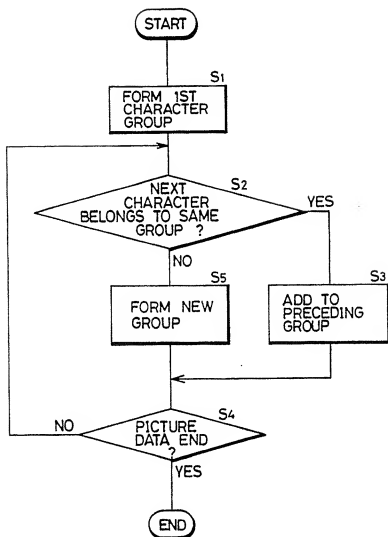 START
S1
FORM 1ST
CHARACTER
GROUP
S2
NEXT
CHARACTER
BELONGS TO SAME
GROUP ?
YES
NO
S5
FORM NEW
GROUP
S3
ADD TO
PRECEDING
GROUP
S4
PICTURE
DATA END
?
NO
YES
END